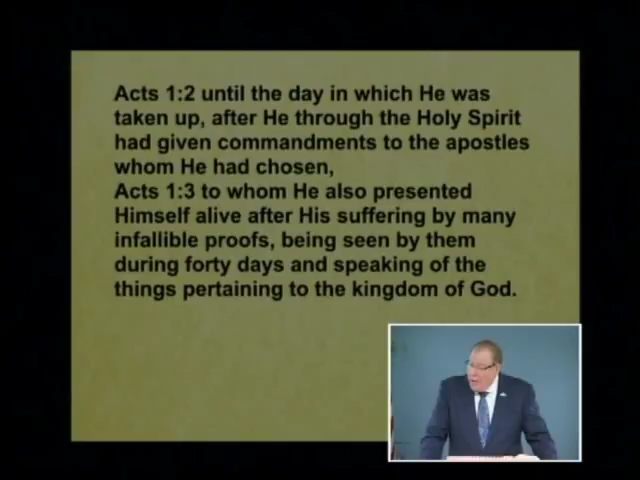 Acts 1:2 until the day in which He was
taken up, after He through the Holy Spirit
had given commandments to the apostles
whom He had chosen,
Acts 1:3 to whom He also presented
Himself alive after His suffering by many
infallible proofs, being seen by them
during forty days and speaking of the
things pertaining to the kingdom of God.